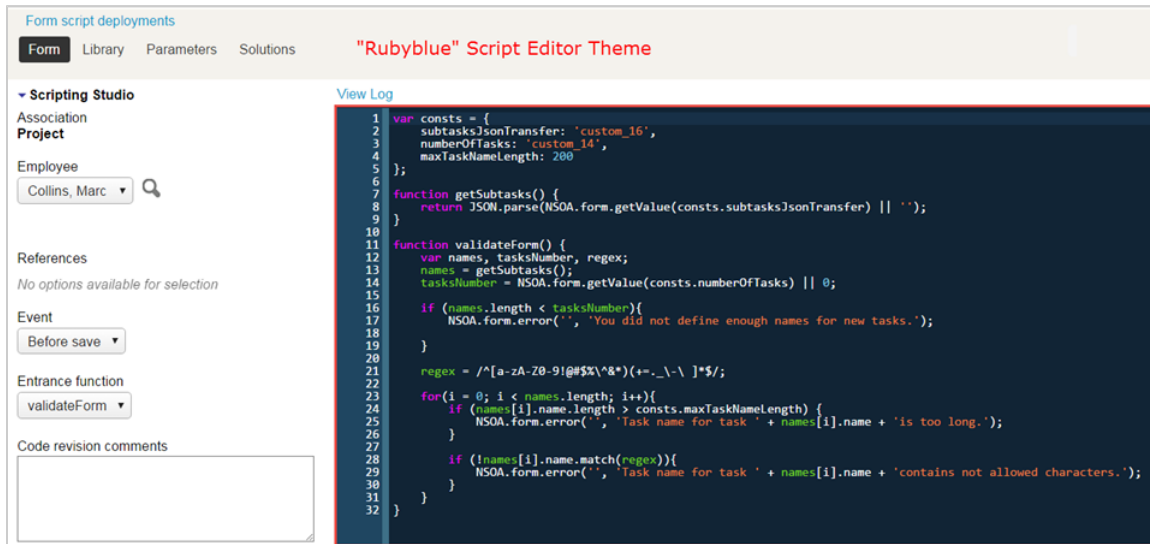 Form script deployments
Form Library Parameters Solutions
"Rubyblue" Script Editor Theme
Scripting Studio
Association
Project
Employee
Collins, Marc
References
No options available for selection
Event
Before save
Entrance function
validateForm
Code revision comments
View Log
1 var consts = {
2     subtasksJsonTransfer: 'custom_16',
3     numberOfTasks: 'custom_14',
4     maxTaskNameLength: 200
5 };
6
7 function getSubtasks() {
8     return JSON.parse(NSOA.form.getValue(consts.subtasksJsonTransfer) || '');
9 }
10
11 function validateForm() {
12     var names, tasksNumber, regex;
13     names = getSubtasks();
14     tasksNumber = NSOA.form.getValue(consts.numberOfTasks) || 0;
15
16     if (names.length < tasksNumber){
17         NSOA.form.error('', 'You did not define enough names for new tasks.');
18
19     }
20
21     regex = /^[a-zA-Z0-9!@#$%\^&*)(+=._\-\ ]*$/;
22
23     for(i = 0; i < names.length; i++){
24         if (names[i].name.length > consts.maxTaskNameLength) {
25             NSOA.form.error('', 'Task name for task ' + names[i].name + 'is too long.');
26         }
27
28         if (!names[i].name.match(regex)){
29             NSOA.form.error('', 'Task name for task ' + names[i].name + 'contains not allowed characters.');
30         }
31     }
32 }